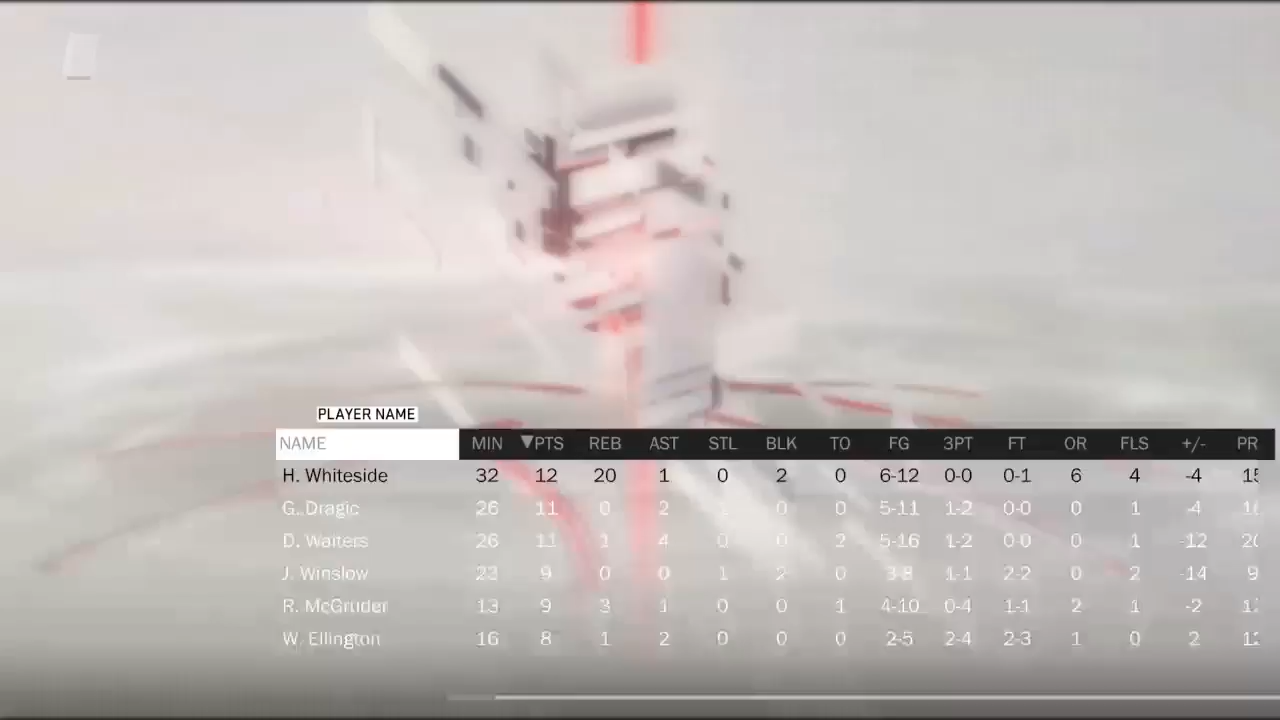 PLAYER NAME
NAME MIN ▼PTS REB AST STL BLK TO FG 3PT FT OR FLS +/- PR
H. Whiteside 32 12 20 1 0 2 0 6-12 0-0 0-1 6 4 -4
G. Dragic 26 11 0 2 1 0 0 5-11 1-2 0-0 0 1 -4
D. Waiters 26 11 1 4 0 0 2 5-16 1-2 0-0 0 1 -12
J. Winslow 23 9 0 0 1 2 0 3-8 1-1 2-2 0 2 -14 9
R. McGruder 13 9 3 1 0 0 1 4-10 0-4 1-1 2 1 -2
W. Ellington 16 8 1 2 0 0 0 2-5 2-4 2-3 1 0 2